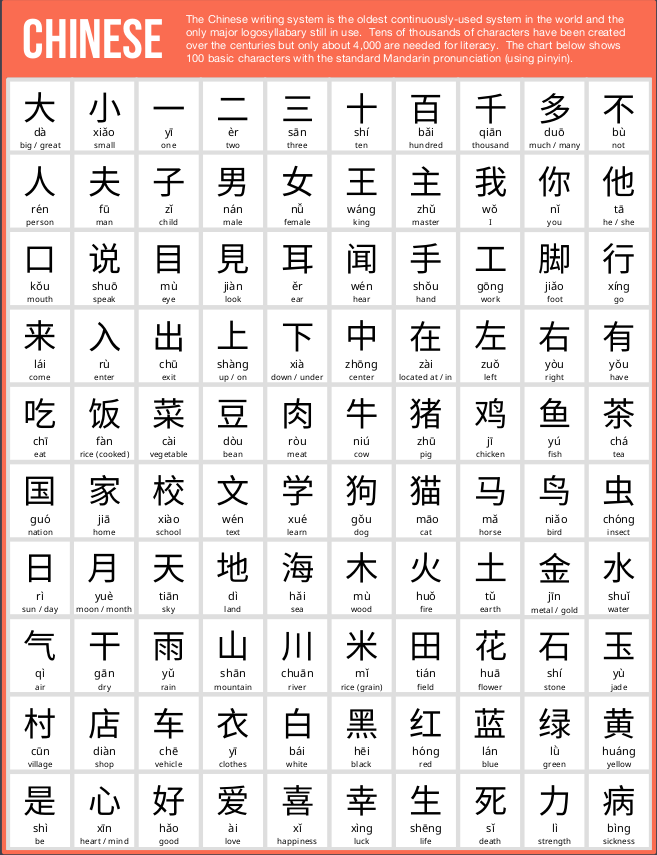 CHINESE
The Chinese writing system is the oldest continuously-used system in the world and the
only major logosyllabary still in use. Tens of thousands of characters have been created
over the centuries but only about 4,000 are needed for literacy. The chart below shows
100 basic characters with the standard Mandarin pronunciation (using pinyin).
大 小 一 二 三 十 百 千 多 不
dà xiǎo yī èr sān shí bǎi qiān duō bù
big / great small one two three ten hundred thousand much / many not
人 夫 子 男 女 王 主 我 你 他
rén fū zǐ nán nǚ wáng zhǔ wǒ nǐ tā
person man child male female king master I you he / she
口 说 目 見 耳 闻 手 工 脚 行
kǒu shuō mù jiàn ěr wén shǒu gōng jiǎo xíng
mouth speak eye look ear hear hand work foot go
来 入 出 上 下 中 在 左 右 有
lái rù chū shàng xià zhōng zài zuǒ yòu yǒu
come enter exit up / on down / under center located at / in left right have
吃 饭 菜 豆 肉 牛 猪 鸡 鱼 茶
chī fàn cài dòu ròu niú zhū jī yú chá
eat rice (cooked) vegetable bean meat cow pig chicken fish tea
国 家 校 文 学 狗 猫 马 鸟 虫
guó jiā xiào wén xué gǒu māo mǎ niǎo chóng
nation home school text learn dog cat horse bird insect
日 月 天 地 海 木 火 土 金 水
rì yuè tiān dì hǎi mù huǒ tǔ jīn shuǐ
sun / day moon / month sky land sea wood fire earth metal / gold water
气 干 雨 山 川 米 田 花 石 玉
qì gān yǔ shān chuān mǐ tián huā shí yù
air dry rain mountain river rice (grain) field flower stone jade
村 店 车 衣 白 黑 红 蓝 绿 黄
cūn diàn chē yī bái hēi hóng lán lǜ huáng
village shop vehicle clothes white black red blue green yellow
是 心 好 爱 喜 幸 生 死 力 病
shì xīn hǎo ài xǐ xìng shēng sǐ lì bìng
be heart / mind good love happiness luck life death strength sickness